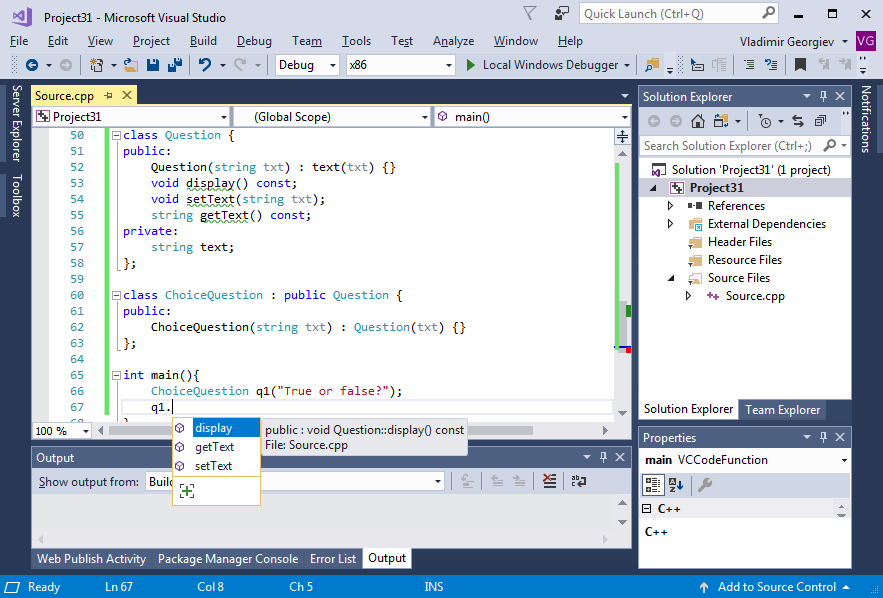 Project31 - Microsoft Visual Studio
Quick Launch (Ctrl+Q)
File Edit View Project Build Debug Team Tools Test Analyze Window Help
Vladimir Georgiev VG
Debug x86 Local Windows Debugger
Server Explorer
Toolbox
Source.cpp
Project31 (Global Scope) main()
50 class Question {
51 public:
52 Question(string txt) : text(txt) {}
53 void display() const;
54 void setText(string txt);
55 string getText() const;
56 private:
57 string text;
58 };
59
60 class ChoiceQuestion : public Question {
61 public:
62 ChoiceQuestion(string txt) : Question(txt) {}
63 };
64
65 int main(){
66 ChoiceQuestion q1("True or false?");
67 q1.
100 %
display
getText
setText
public : void Question::display() const
File: Source.cpp
Output
Show output from:
Web Publish Activity Package Manager Console Error List Output
Solution Explorer
Search Solution Explorer (Ctrl+;)
Solution 'Project31' (1 project)
Project31
References
External Dependencies
Header Files
Resource Files
Source Files
Source.cpp
Solution Explorer Team Explorer
Properties
main VCCodeFunction
C++
C++
Notifications
Ready Ln 67 Col 8 Ch 5 INS Add to Source Control